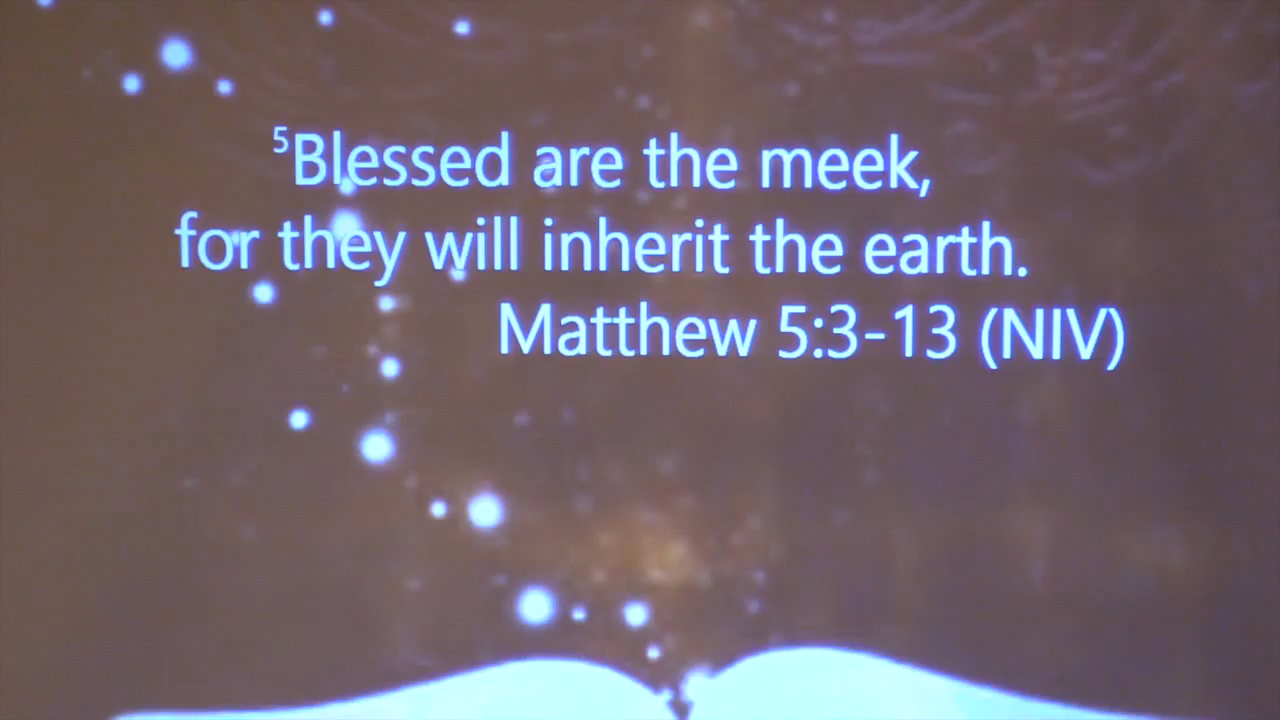 ⁵Blessed are the meek,
for they will inherit the earth.
Matthew 5:3-13 (NIV)